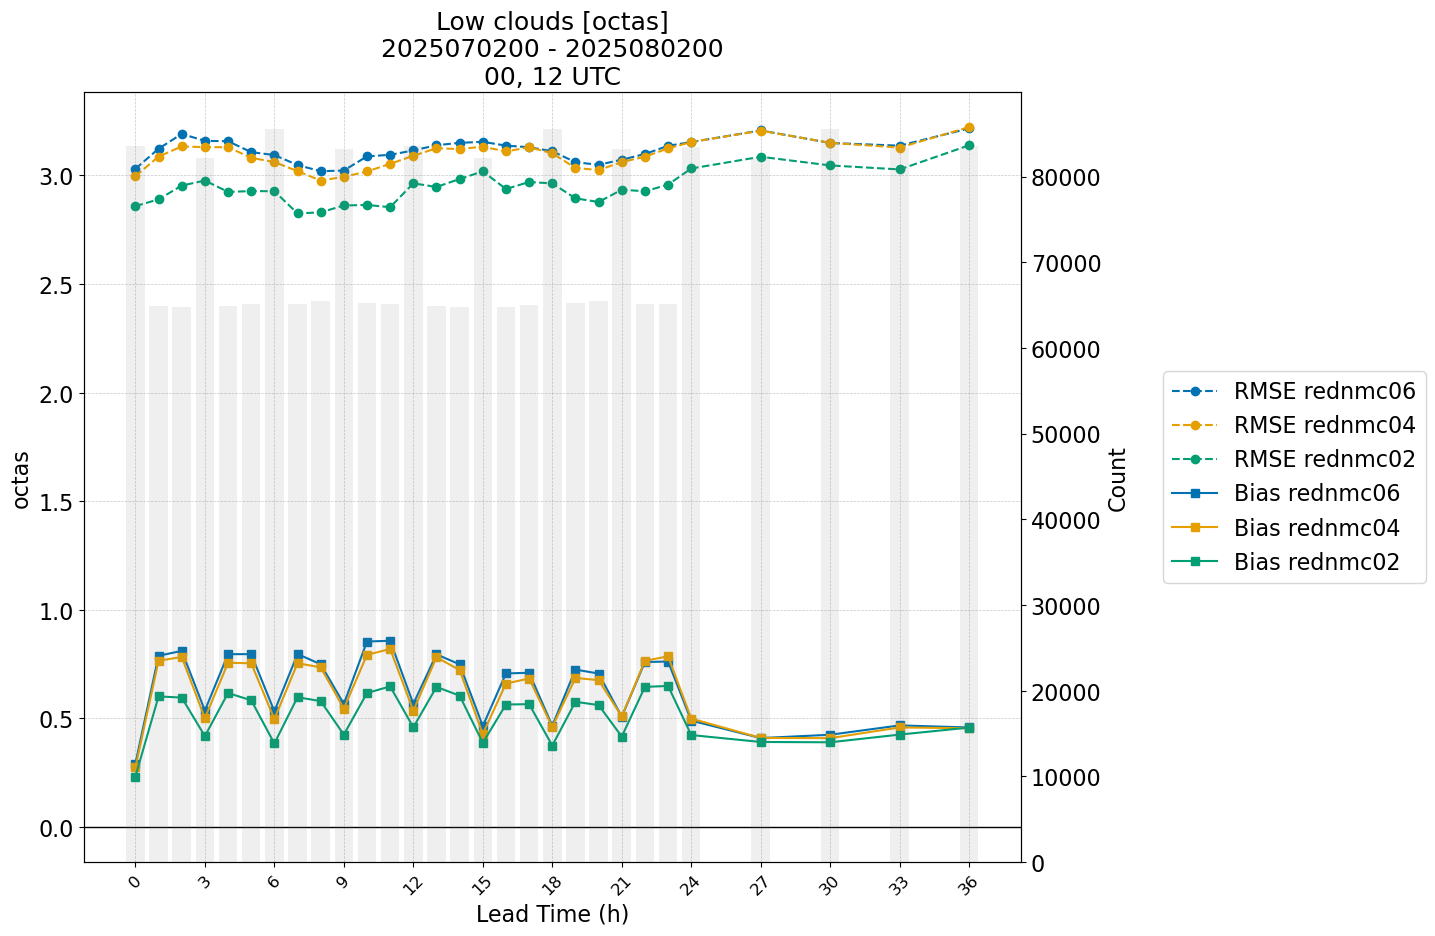 Low clouds [octas]
2025070200 - 2025080200
00, 12 UTC
3.0
2.5
2.0
1.5
1.0
0.5
0.0
octas
80000
70000
60000
50000
40000
30000
20000
10000
0
Count
0 3 6 9 12 15 18 21 24 27 30 33 36
Lead Time (h)
RMSE rednmc06
RMSE rednmc04
RMSE rednmc02
Bias rednmc06
Bias rednmc04
Bias rednmc02